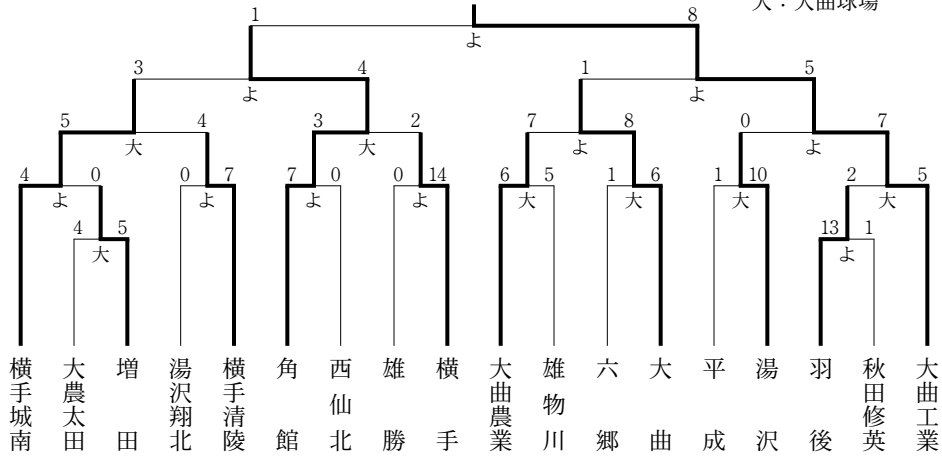 大：大曲球場
1 よ 8
3 よ 4 1 よ 5
5 大 4 3 大 2 7 よ 8 0 よ 7
4 よ 0 0 よ 7 7 よ 0 0 よ 14 6 大 5 1 大 6 1 大 10 2 大 5
4 大 5 13 よ 1
横手城南
大農太田
増田
湯沢翔北
横手清陵
角館
西仙北
雄勝
横手
大曲農業
雄物川
六郷
大曲
平成
湯沢
羽後
秋田修英
大曲工業